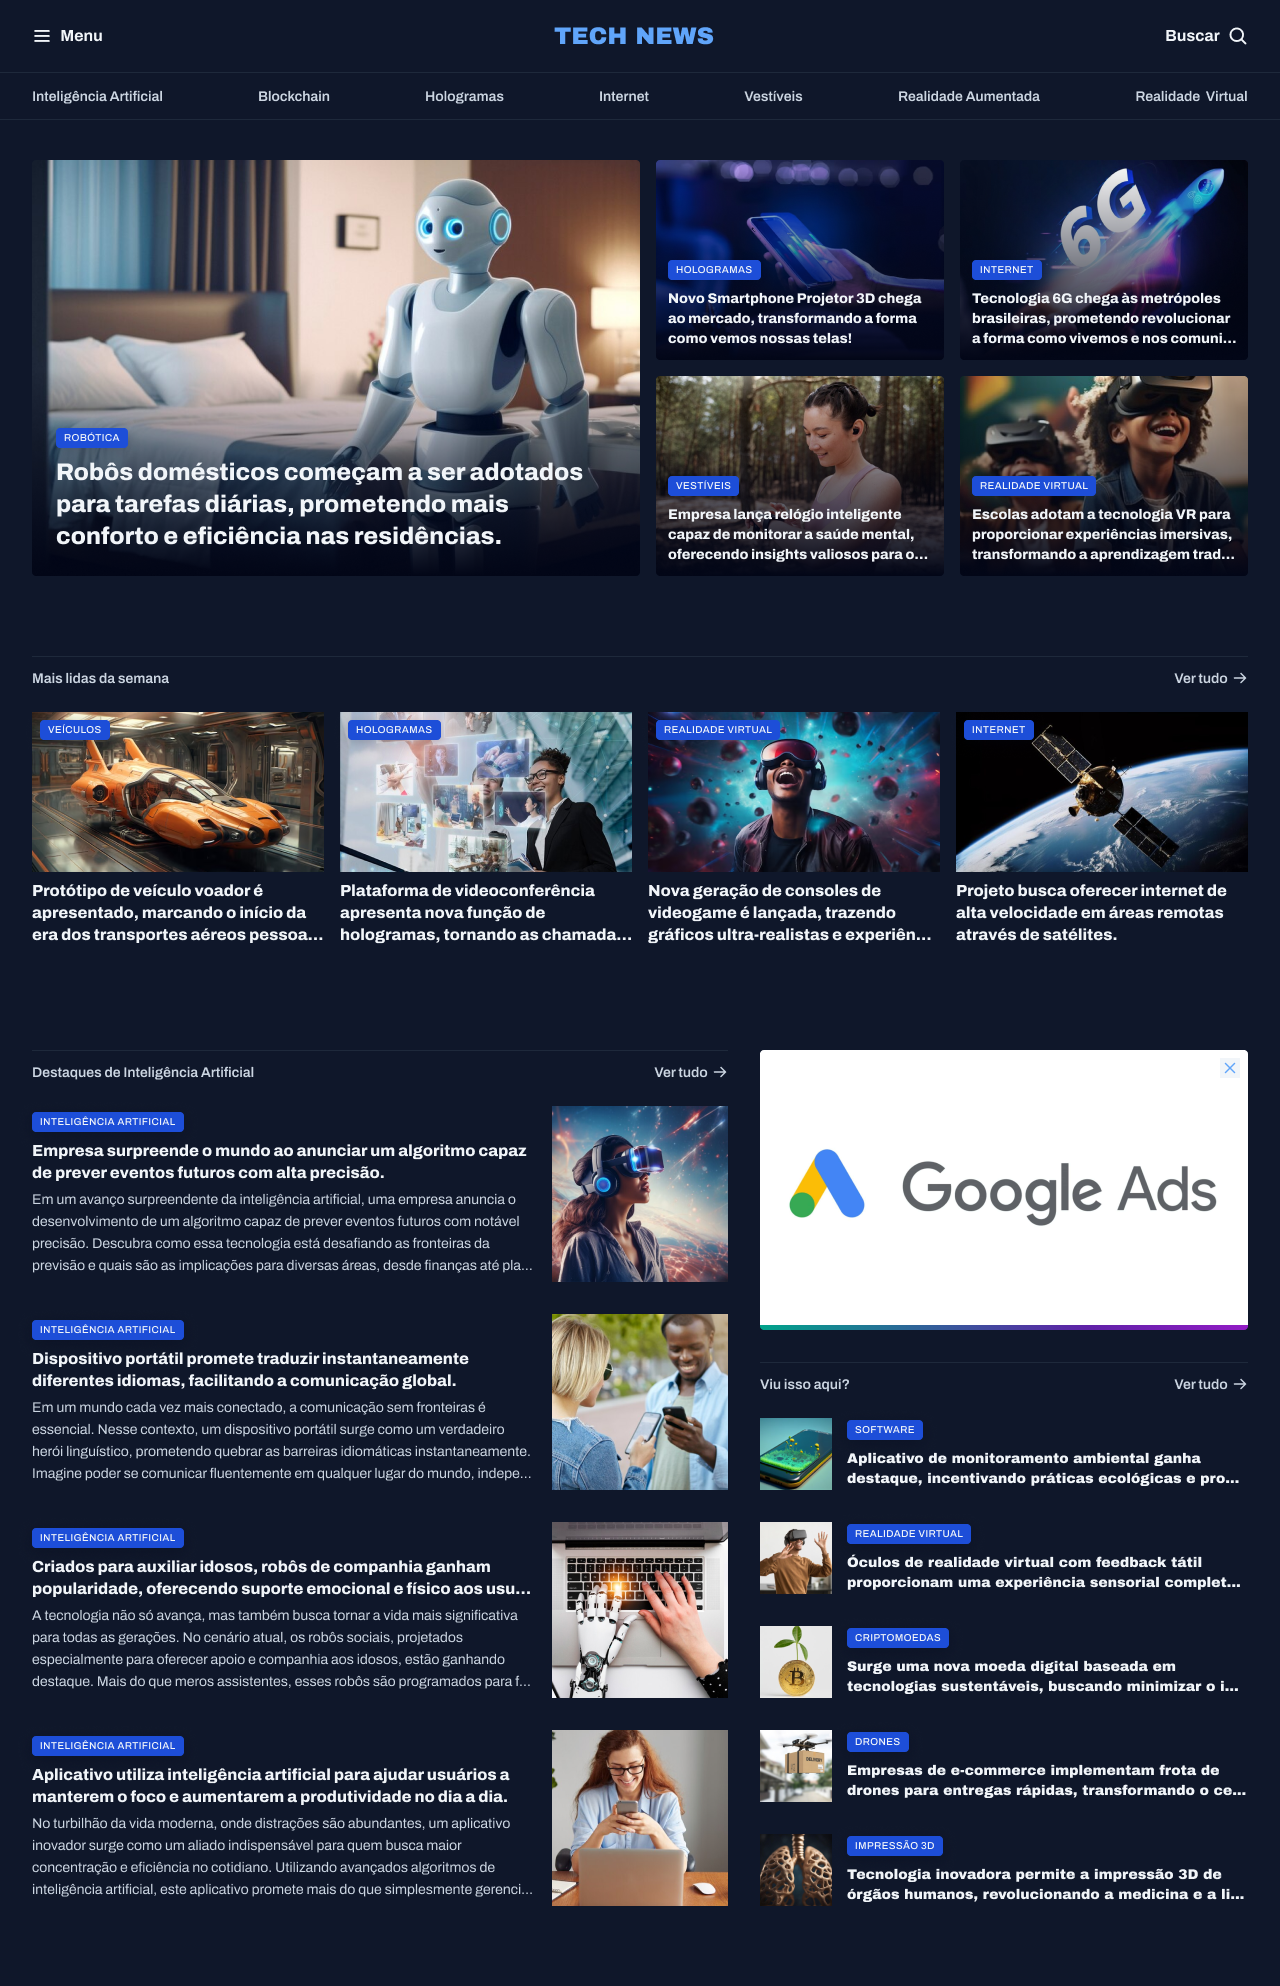 Menu
TECH NEWS
Buscar
Inteligência Artificial
Blockchain
Hologramas
Internet
Vestíveis
Realidade Aumentada
Realidade Virtual
ROBÓTICA
Robôs domésticos começam a ser adotados
para tarefas diárias, prometendo mais
conforto e eficiência nas residências.
HOLOGRAMAS
Novo Smartphone Projetor 3D chega
ao mercado, transformando a forma
como vemos nossas telas!
6G
INTERNET
Tecnologia 6G chega às metrópoles
brasileiras, prometendo revolucionar
a forma como vivemos e nos comuni...
VESTÍVEIS
Empresa lança relógio inteligente
capaz de monitorar a saúde mental,
oferecendo insights valiosos para o...
REALIDADE VIRTUAL
Escolas adotam a tecnologia VR para
proporcionar experiências imersivas,
transformando a aprendizagem trad...
Mais lidas da semana
Ver tudo
VEÍCULOS
Protótipo de veículo voador é
apresentado, marcando o início da
era dos transportes aéreos pessoa...
HOLOGRAMAS
Plataforma de videoconferência
apresenta nova função de
hologramas, tornando as chamada...
REALIDADE VIRTUAL
Nova geração de consoles de
videogame é lançada, trazendo
gráficos ultra-realistas e experiên...
INTERNET
Projeto busca oferecer internet de
alta velocidade em áreas remotas
através de satélites.
Destaques de Inteligência Artificial
Ver tudo
INTELIGÊNCIA ARTIFICIAL
Empresa surpreende o mundo ao anunciar um algoritmo capaz
de prever eventos futuros com alta precisão.
Em um avanço surpreendente da inteligência artificial, uma empresa anuncia o
desenvolvimento de um algoritmo capaz de prever eventos futuros com notável
precisão. Descubra como essa tecnologia está desafiando as fronteiras da
previsão e quais são as implicações para diversas áreas, desde finanças até pla...
INTELIGÊNCIA ARTIFICIAL
Dispositivo portátil promete traduzir instantaneamente
diferentes idiomas, facilitando a comunicação global.
Em um mundo cada vez mais conectado, a comunicação sem fronteiras é
essencial. Nesse contexto, um dispositivo portátil surge como um verdadeiro
herói linguístico, prometendo quebrar as barreiras idiomáticas instantaneamente.
Imagine poder se comunicar fluentemente em qualquer lugar do mundo, indepe...
INTELIGÊNCIA ARTIFICIAL
Criados para auxiliar idosos, robôs de companhia ganham
popularidade, oferecendo suporte emocional e físico aos usu...
A tecnologia não só avança, mas também busca tornar a vida mais significativa
para todas as gerações. No cenário atual, os robôs sociais, projetados
especialmente para oferecer apoio e companhia aos idosos, estão ganhando
destaque. Mais do que meros assistentes, esses robôs são programados para f...
INTELIGÊNCIA ARTIFICIAL
Aplicativo utiliza inteligência artificial para ajudar usuários a
manterem o foco e aumentarem a produtividade no dia a dia.
No turbilhão da vida moderna, onde distrações são abundantes, um aplicativo
inovador surge como um aliado indispensável para quem busca maior
concentração e eficiência no cotidiano. Utilizando avançados algoritmos de
inteligência artificial, este aplicativo promete mais do que simplesmente gerenci...
Google Ads
Viu isso aqui?
Ver tudo
SOFTWARE
Aplicativo de monitoramento ambiental ganha
destaque, incentivando práticas ecológicas e pro...
REALIDADE VIRTUAL
Óculos de realidade virtual com feedback tátil
proporcionam uma experiência sensorial complet...
CRIPTOMOEDAS
Surge uma nova moeda digital baseada em
tecnologias sustentáveis, buscando minimizar o i...
DRONES
Empresas de e-commerce implementam frota de
drones para entregas rápidas, transformando o ce...
IMPRESSÃO 3D
Tecnologia inovadora permite a impressão 3D de
órgãos humanos, revolucionando a medicina e a li...